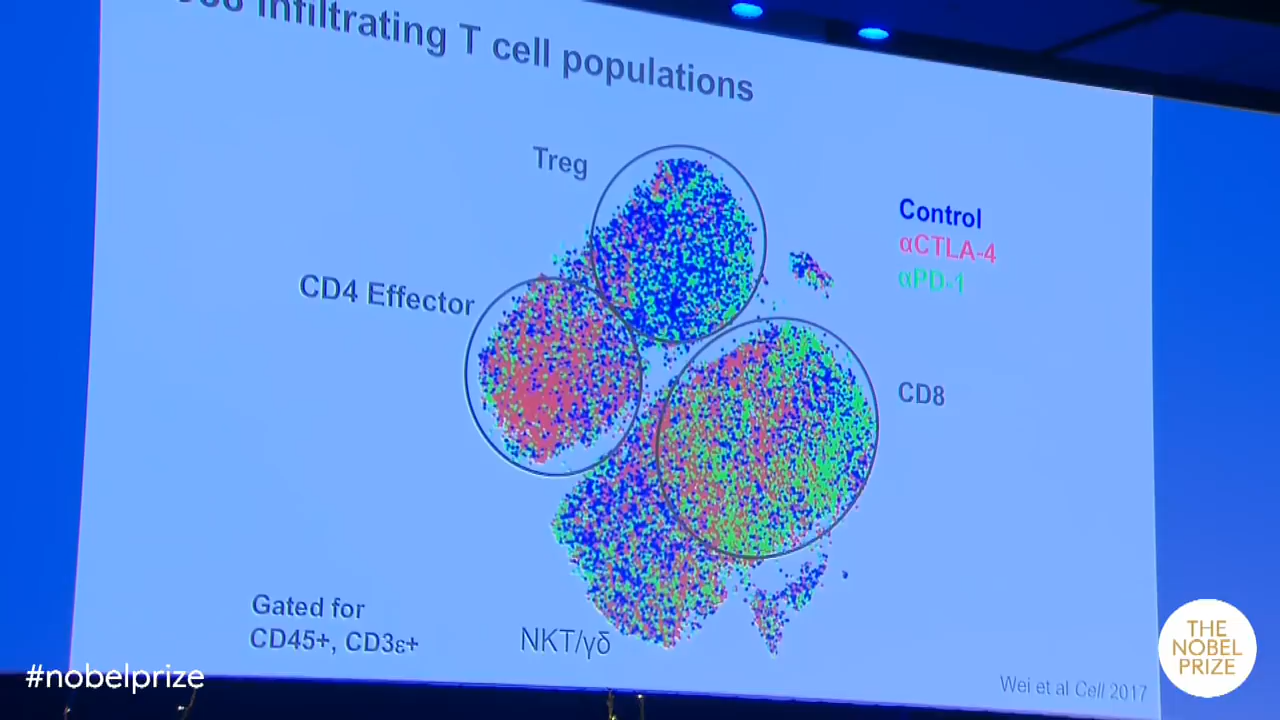 infiltrating T cell populations
Treg
Control
αCTLA-4
αPD-1
CD4 Effector
CD8
Gated for
CD45+, CD3ε+
NKT/γδ
Wei et al Cell 2017
#nobelprize
THE
NOBEL
PRIZE